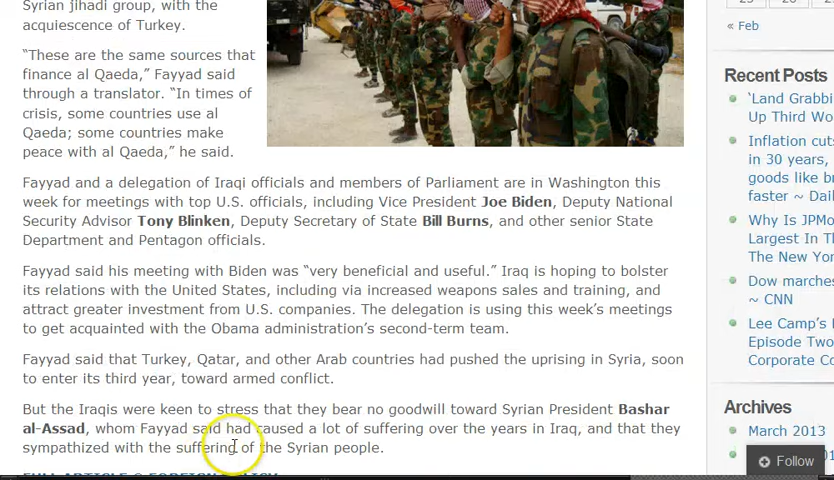 Syrian jihadi group, with the
acquiescence of Turkey.
“These are the same sources that
finance al Qaeda,” Fayyad said
through a translator. “In times of
crisis, some countries use al
Qaeda; some countries make
peace with al Qaeda,” he said.
Fayyad and a delegation of Iraqi officials and members of Parliament are in Washington this
week for meetings with top U.S. officials, including Vice President Joe Biden, Deputy National
Security Advisor Tony Blinken, Deputy Secretary of State Bill Burns, and other senior State
Department and Pentagon officials.
Fayyad said his meeting with Biden was “very beneficial and useful.” Iraq is hoping to bolster
its relations with the United States, including via increased weapons sales and training, and
attract greater investment from U.S. companies. The delegation is using this week’s meetings
to get acquainted with the Obama administration’s second-term team.
Fayyad said that Turkey, Qatar, and other Arab countries had pushed the uprising in Syria, soon
to enter its third year, toward armed conflict.
But the Iraqis were keen to stress that they bear no goodwill toward Syrian President Bashar
al-Assad, whom Fayyad said had caused a lot of suffering over the years in Iraq, and that they
sympathized with the suffering of the Syrian people.
FULL ARTICLE @ FOREIGN POLICY
« Feb
Recent Posts
‘Land Grabbi
Up Third Wo
Inflation cuts
in 30 years,
goods like br
faster ~ Dail
Why Is JPMo
Largest In Th
The New Yor
Dow marches
~ CNN
Lee Camp’s
Episode Two
Corporate Co
Archives
March 2013
Follow